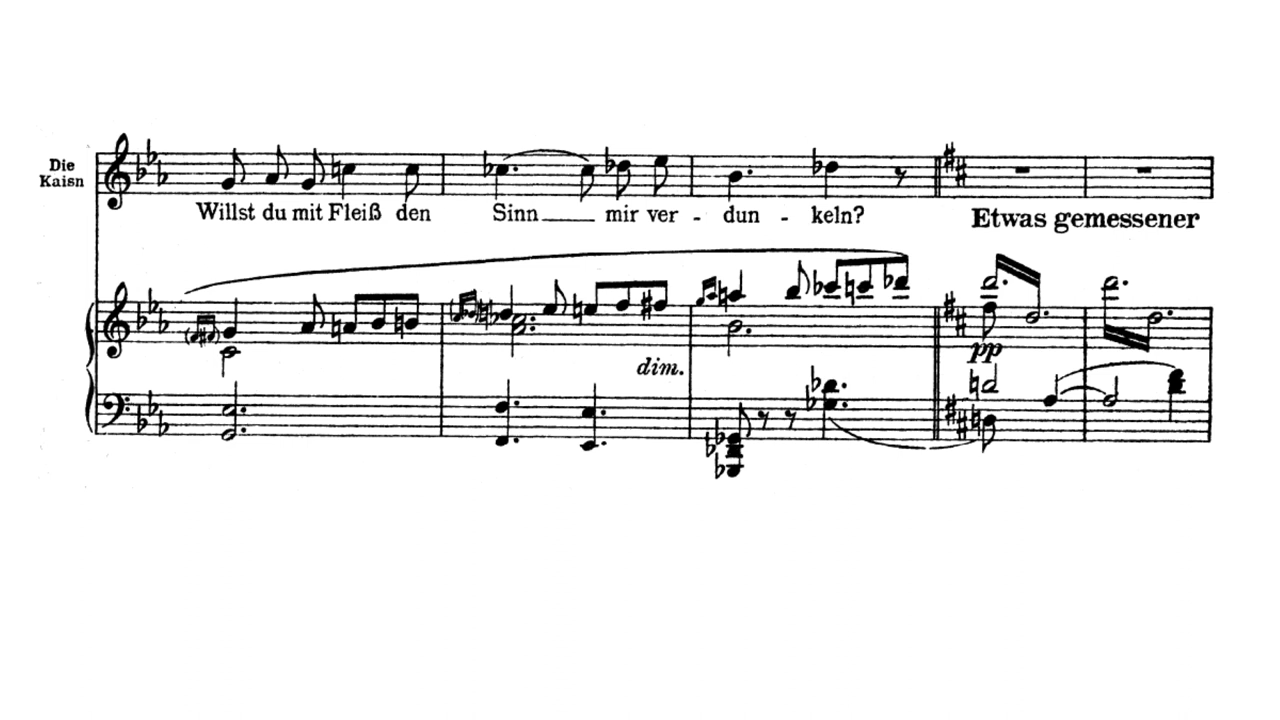 Die
Kaisn
Willst du mit Fleiß den Sinn mir ver - dun - keln?
Etwas gemessener
dim.
pp